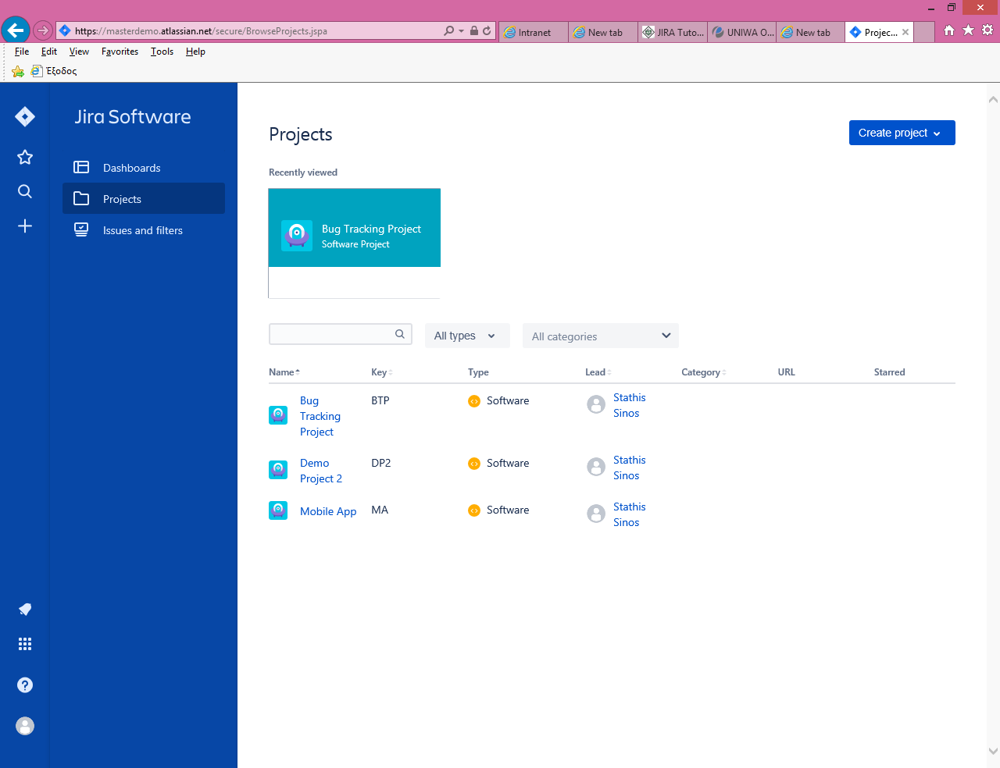 https://masterdemo.atlassian.net/secure/BrowseProjects.jspa
Intranet
New tab
JIRA Tuto...
UNIWA O...
New tab
Projec...
File Edit View Favorites Tools Help
Έξοδος
Jira Software
Dashboards
Projects
Issues and filters
Projects
Create project
Recently viewed
Bug Tracking Project
Software Project
All types
All categories
Name Key Type Lead Category URL Starred
Bug Tracking Project BTP Software Stathis Sinos
Demo Project 2 DP2 Software Stathis Sinos
Mobile App MA Software Stathis Sinos